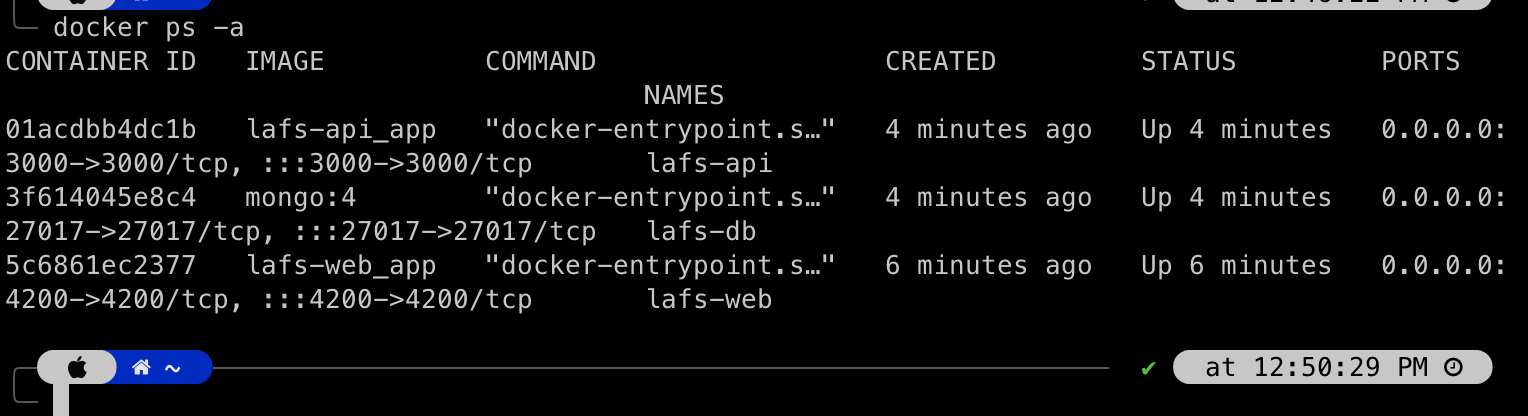 docker ps -a
CONTAINER ID   IMAGE          COMMAND                  CREATED         STATUS         PORTS
                                        NAMES
01acdbb4dc1b   lafs-api_app   "docker-entrypoint.s…"   4 minutes ago   Up 4 minutes   0.0.0.0:
3000->3000/tcp, :::3000->3000/tcp       lafs-api
3f614045e8c4   mongo:4        "docker-entrypoint.s…"   4 minutes ago   Up 4 minutes   0.0.0.0:
27017->27017/tcp, :::27017->27017/tcp   lafs-db
5c6861ec2377   lafs-web_app   "docker-entrypoint.s…"   6 minutes ago   Up 6 minutes   0.0.0.0:
4200->4200/tcp, :::4200->4200/tcp       lafs-web
~ ✔ at 12:50:29 PM